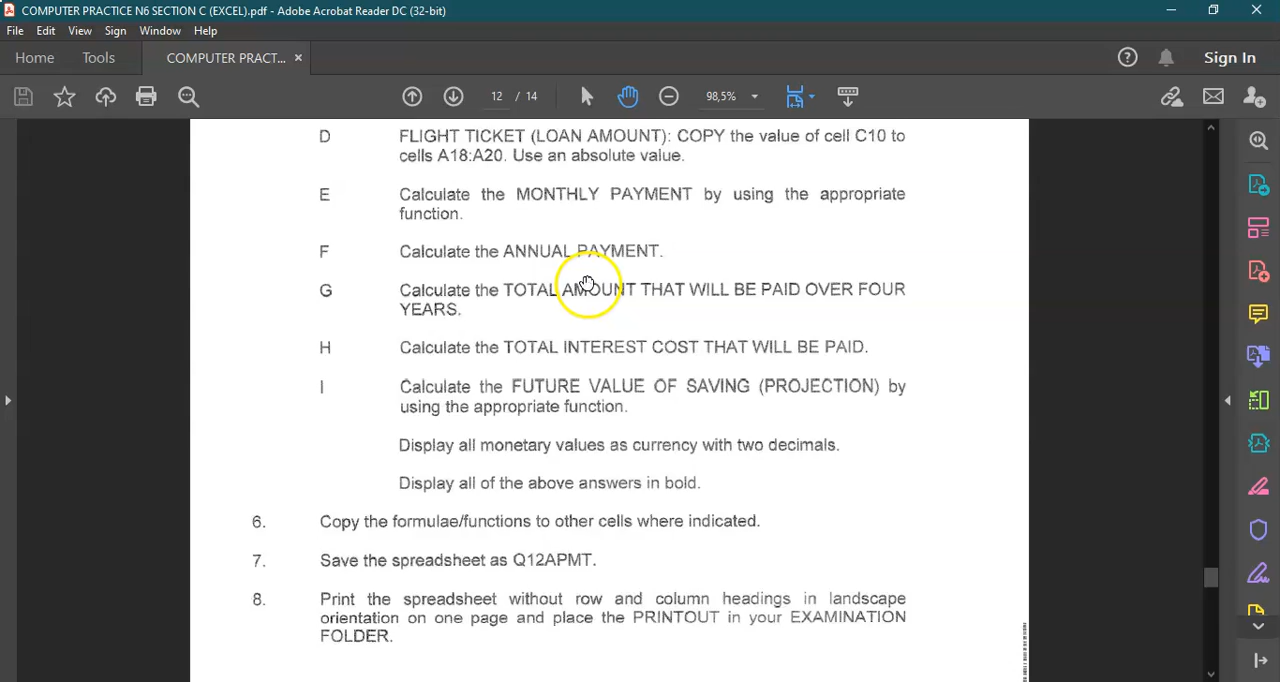 COMPUTER PRACTICE N6 SECTION C (EXCEL).pdf - Adobe Acrobat Reader DC (32-bit)
File Edit View Sign Window Help
Home Tools COMPUTER PRACT... × Sign In
12 / 14 98,5%
D FLIGHT TICKET (LOAN AMOUNT): COPY the value of cell C10 to
cells A18:A20. Use an absolute value.
E Calculate the MONTHLY PAYMENT by using the appropriate
function.
F Calculate the ANNUAL PAYMENT.
G Calculate the TOTAL AMOUNT THAT WILL BE PAID OVER FOUR
YEARS.
H Calculate the TOTAL INTEREST COST THAT WILL BE PAID.
I Calculate the FUTURE VALUE OF SAVING (PROJECTION) by
using the appropriate function.
Display all monetary values as currency with two decimals.
Display all of the above answers in bold.
6. Copy the formulae/functions to other cells where indicated.
7. Save the spreadsheet as Q12APMT.
8. Print the spreadsheet without row and column headings in landscape
orientation on one page and place the PRINTOUT in your EXAMINATION
FOLDER.